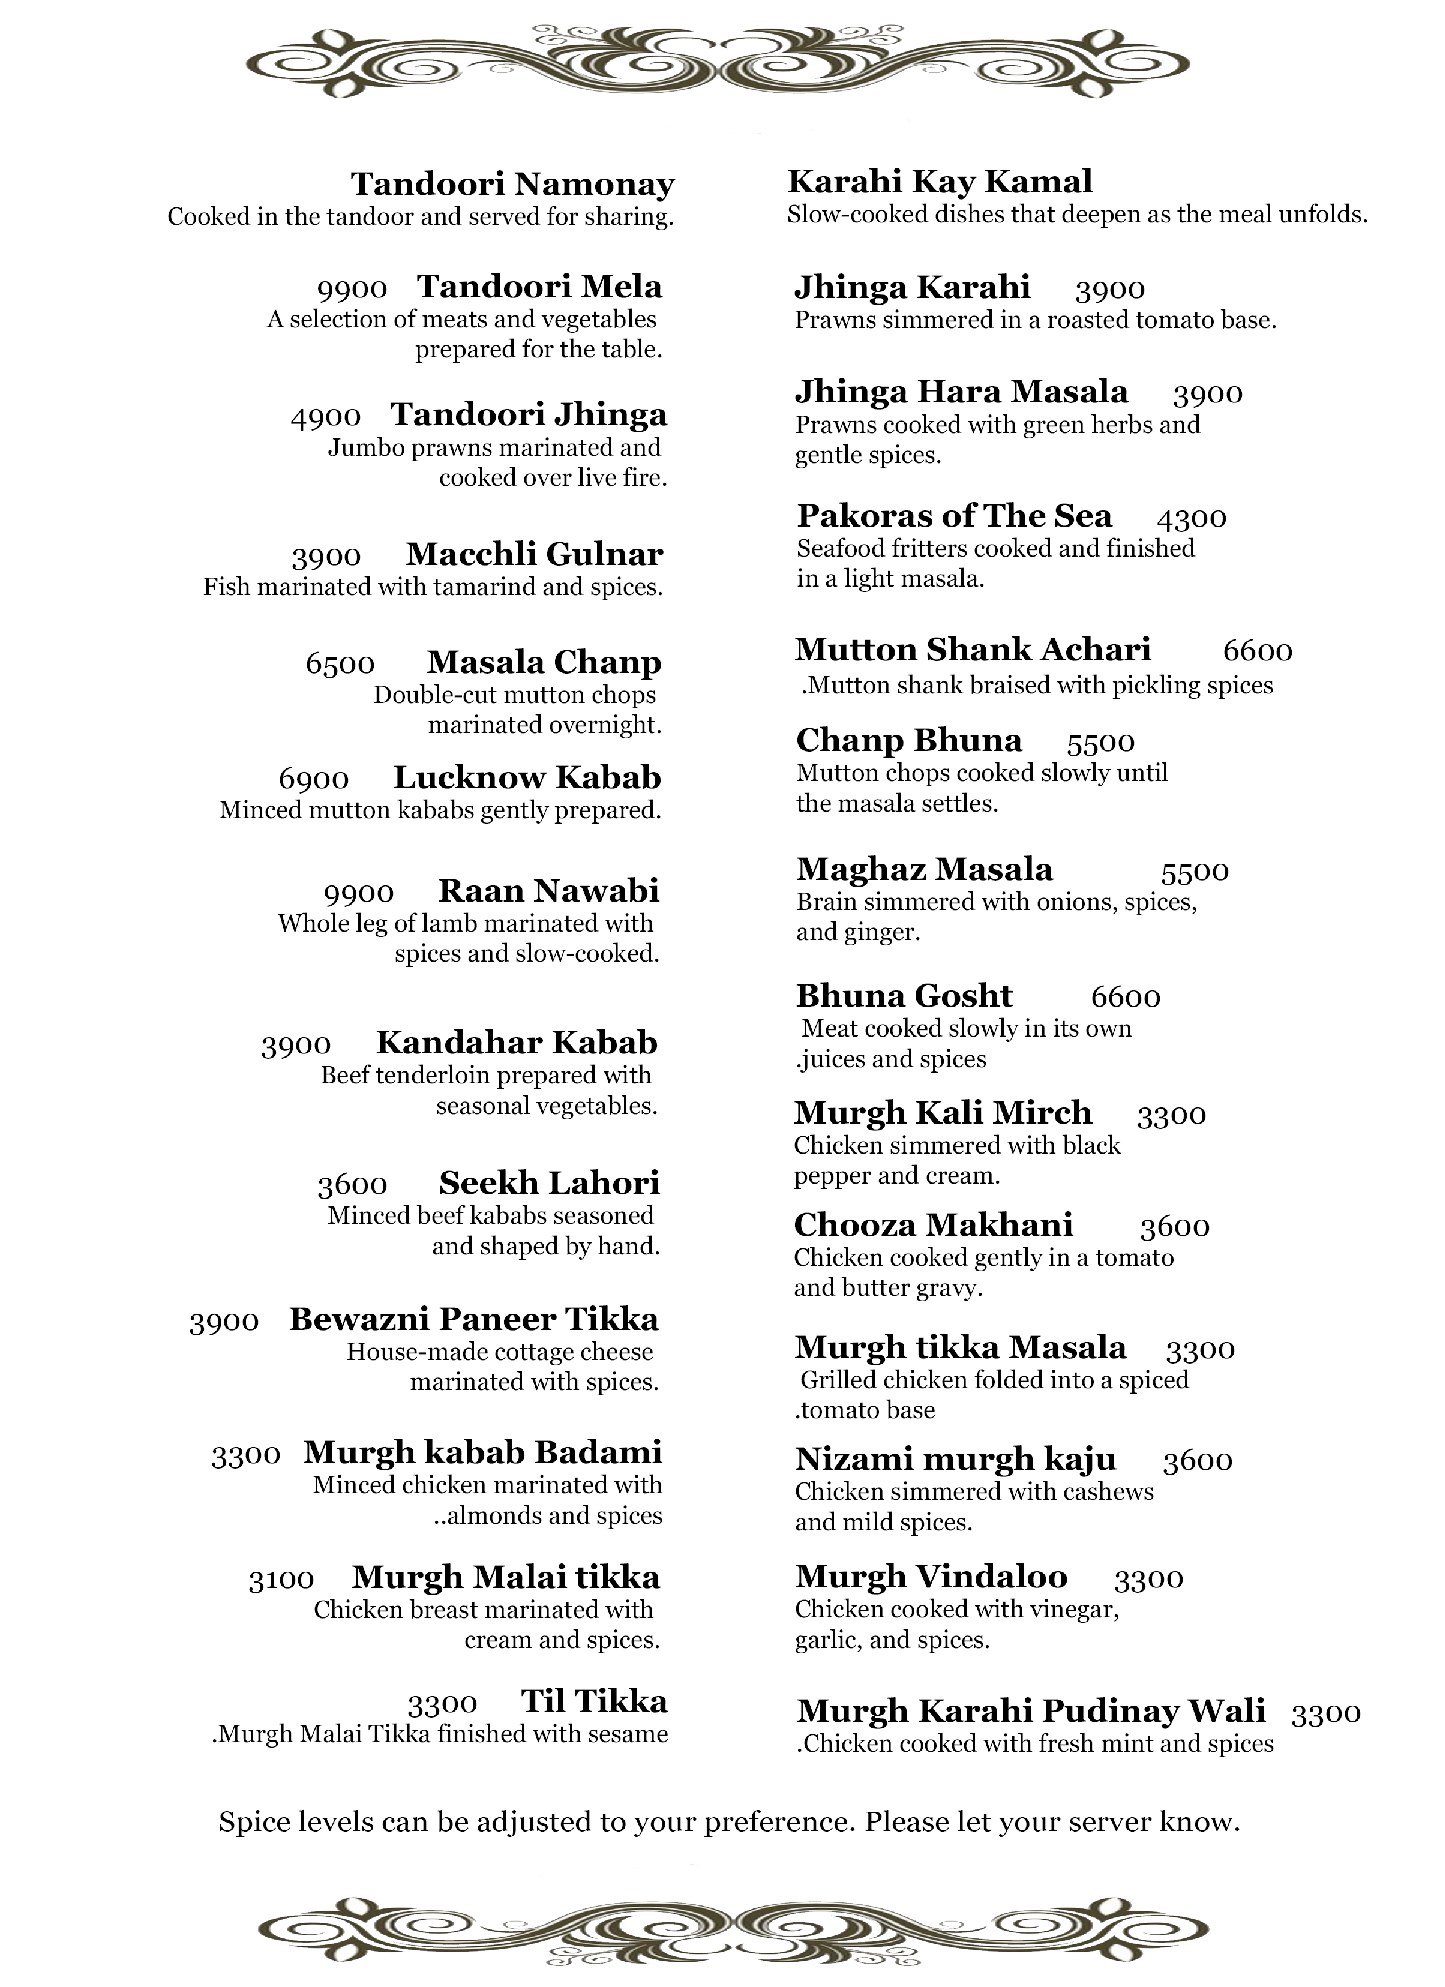 Tandoori Namonay
Cooked in the tandoor and served for sharing.
9900 Tandoori Mela
A selection of meats and vegetables
prepared for the table.
4900 Tandoori Jhinga
Jumbo prawns marinated and
cooked over live fire.
3900 Macchli Gulnar
Fish marinated with tamarind and spices.
6500 Masala Chanp
Double-cut mutton chops
marinated overnight.
6900 Lucknow Kabab
Minced mutton kababs gently prepared.
9900 Raan Nawabi
Whole leg of lamb marinated with
spices and slow-cooked.
3900 Kandahar Kabab
Beef tenderloin prepared with
seasonal vegetables.
3600 Seekh Lahori
Minced beef kababs seasoned
and shaped by hand.
3900 Bewazni Paneer Tikka
House-made cottage cheese
marinated with spices.
3300 Murgh kabab Badami
Minced chicken marinated with
..almonds and spices
3100 Murgh Malai tikka
Chicken breast marinated with
cream and spices.
3300 Til Tikka
.Murgh Malai Tikka finished with sesame
Karahi Kay Kamal
Slow-cooked dishes that deepen as the meal unfolds.
Jhinga Karahi 3900
Prawns simmered in a roasted tomato base.
Jhinga Hara Masala 3900
Prawns cooked with green herbs and
gentle spices.
Pakoras of The Sea 4300
Seafood fritters cooked and finished
in a light masala.
Mutton Shank Achari 6600
.Mutton shank braised with pickling spices
Chanp Bhuna 5500
Mutton chops cooked slowly until
the masala settles.
Maghaz Masala 5500
Brain simmered with onions, spices,
and ginger.
Bhuna Gosht 6600
Meat cooked slowly in its own
.juices and spices
Murgh Kali Mirch 3300
Chicken simmered with black
pepper and cream.
Chooza Makhani 3600
Chicken cooked gently in a tomato
and butter gravy.
Murgh tikka Masala 3300
Grilled chicken folded into a spiced
.tomato base
Nizami murgh kaju 3600
Chicken simmered with cashews
and mild spices.
Murgh Vindaloo 3300
Chicken cooked with vinegar,
garlic, and spices.
Murgh Karahi Pudinay Wali 3300
.Chicken cooked with fresh mint and spices
Spice levels can be adjusted to your preference. Please let your server know.